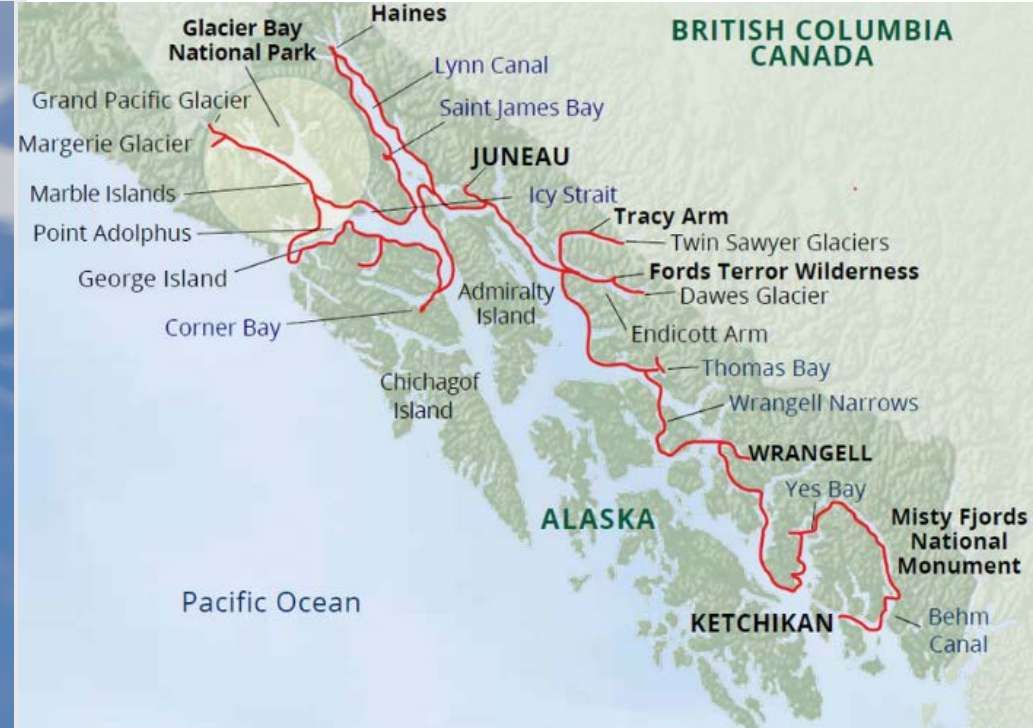 Haines
Glacier Bay
National Park
BRITISH COLUMBIA
CANADA
Lynn Canal
Grand Pacific Glacier
Saint James Bay
Margerie Glacier
JUNEAU
Marble Islands
Icy Strait
Tracy Arm
Point Adolphus
Twin Sawyer Glaciers
George Island
Fords Terror Wilderness
Admiralty
Island
Dawes Glacier
Corner Bay
Endicott Arm
Thomas Bay
Chichagof
Island
Wrangell Narrows
WRANGELL
Yes Bay
ALASKA
Misty Fjords
National
Monument
Pacific Ocean
KETCHIKAN
Behm
Canal